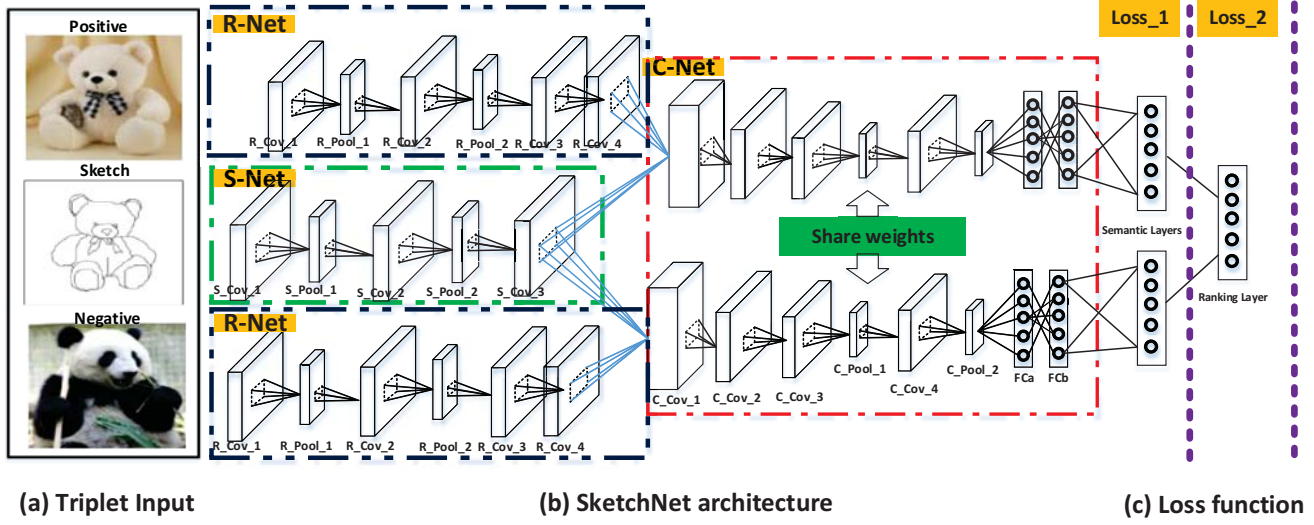 Positive
Sketch
Negative
R-Net
R_Cov_1
R_Pool_1
R_Cov_2
R_Pool_2
R_Cov_3
R_Cov_4
S-Net
S_Cov_1
S_Pool_1
S_Cov_2
S_Pool_2
S_Cov_3
R-Net
R_Cov_1
R_Pool_1
R_Cov_2
R_Pool_2
R_Cov_3
R_Cov_4
C-Net
Share weights
C_Cov_1
C_Cov_2
C_Cov_3
C_Pool_1
C_Cov_4
C_Pool_2
FCa
FCb
Loss_1
Loss_2
Semantic Layers
Ranking Layer
(a) Triplet Input
(b) SketchNet architecture
(c) Loss function